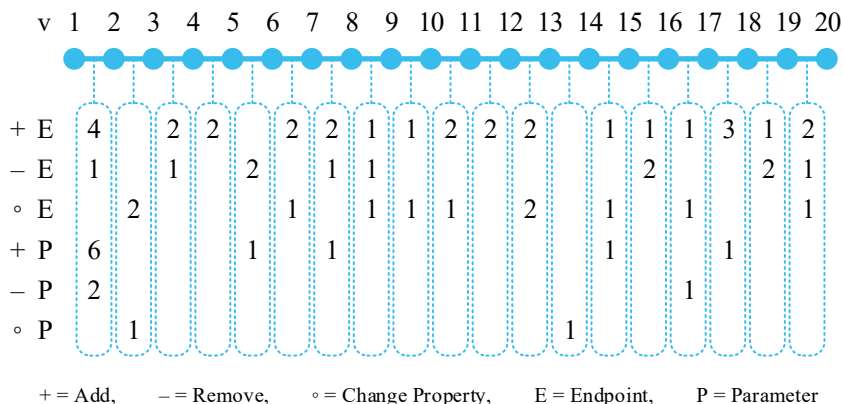 v 1 2 3 4 5 6 7 8 9 10 11 12 13 14 15 16 17 18 19 20
+ E 4 2 2 2 2 1 1 2 2 2 1 1 1 3 1 2
– E 1 1 2 1 1 2 2 1
∘ E 2 1 1 1 1 2 1 1 1
+ P 6 1 1 1 1
– P 2 1
∘ P 1 1
+ = Add, – = Remove, ∘ = Change Property, E = Endpoint, P = Parameter